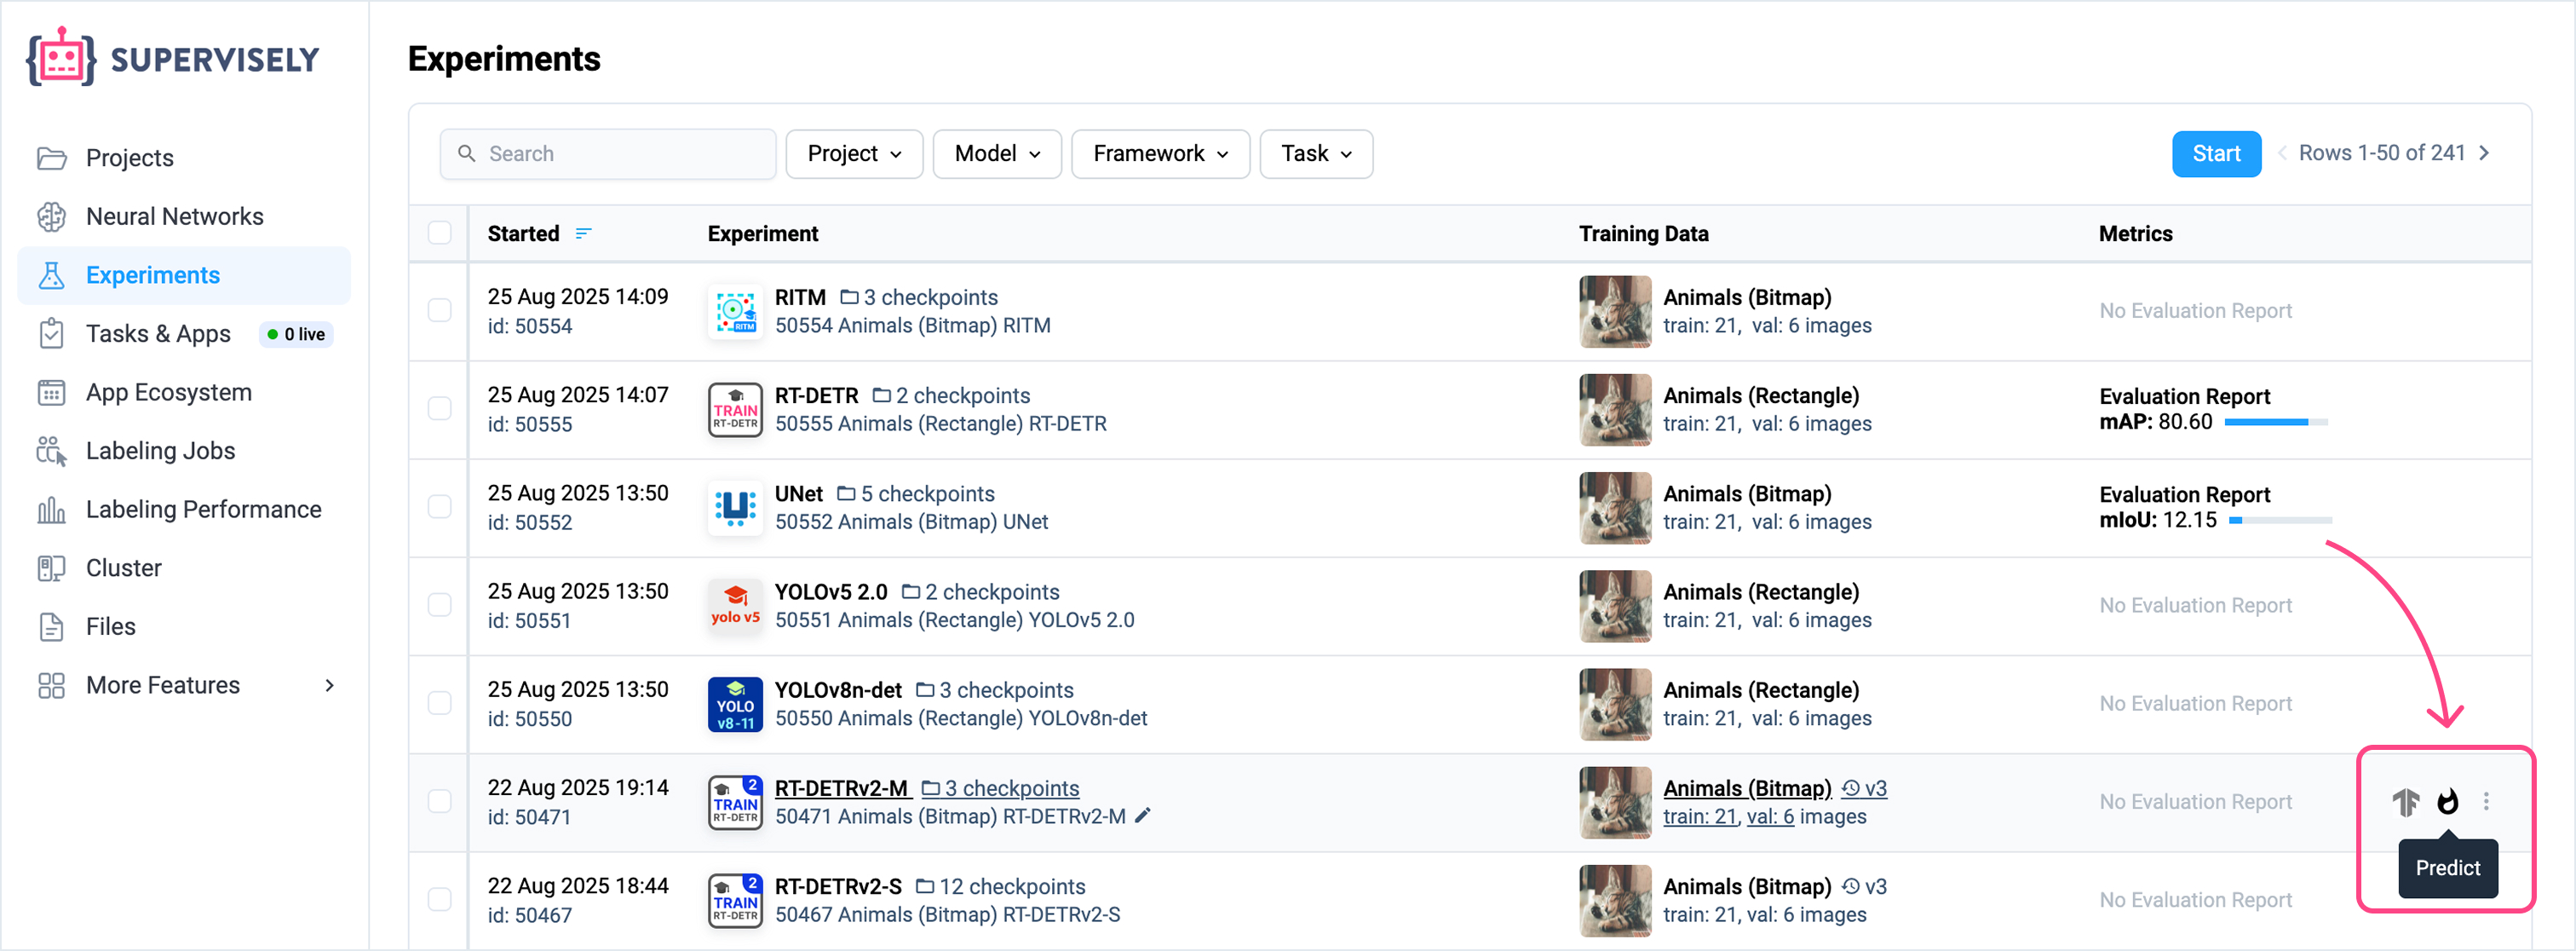 SUPERVISELY
Projects
Neural Networks
Experiments
Tasks & Apps 0 live
App Ecosystem
Labeling Jobs
Labeling Performance
Cluster
Files
More Features
Experiments
Search Project Model Framework Task Start Rows 1-50 of 241
Started Experiment Training Data Metrics
25 Aug 2025 14:09
id: 50554
RITM
RITM 3 checkpoints
50554 Animals (Bitmap) RITM
Animals (Bitmap)
train: 21, val: 6 images
No Evaluation Report
25 Aug 2025 14:07
id: 50555
TRAIN
RT-DETR
RT-DETR 2 checkpoints
50555 Animals (Rectangle) RT-DETR
Animals (Rectangle)
train: 21, val: 6 images
Evaluation Report
mAP: 80.60
25 Aug 2025 13:50
id: 50552
U
UNet 5 checkpoints
50552 Animals (Bitmap) UNet
Animals (Bitmap)
train: 21, val: 6 images
Evaluation Report
mIoU: 12.15
25 Aug 2025 13:50
id: 50551
yolo v5
YOLOv5 2.0 2 checkpoints
50551 Animals (Rectangle) YOLOv5 2.0
Animals (Rectangle)
train: 21, val: 6 images
No Evaluation Report
25 Aug 2025 13:50
id: 50550
YOLO
v8-11
YOLOv8n-det 3 checkpoints
50550 Animals (Rectangle) YOLOv8n-det
Animals (Rectangle)
train: 21, val: 6 images
No Evaluation Report
22 Aug 2025 19:14
id: 50471
2
TRAIN
RT-DETR
RT-DETRv2-M 3 checkpoints
50471 Animals (Bitmap) RT-DETRv2-M
Animals (Bitmap) v3
train: 21, val: 6 images
No Evaluation Report
Predict
22 Aug 2025 18:44
id: 50467
2
TRAIN
RT-DETR
RT-DETRv2-S 12 checkpoints
50467 Animals (Bitmap) RT-DETRv2-S
Animals (Bitmap) v3
train: 21, val: 6 images
No Evaluation Report